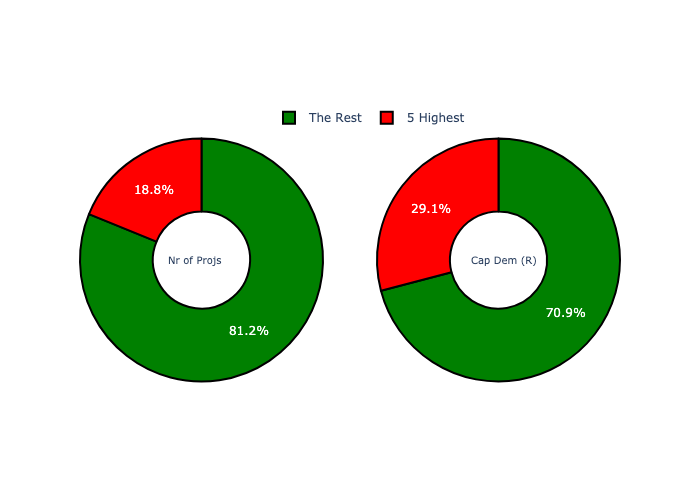 The Rest
5 Highest
18.8%
Nr of Projs
81.2%
29.1%
Cap Dem (R)
70.9%